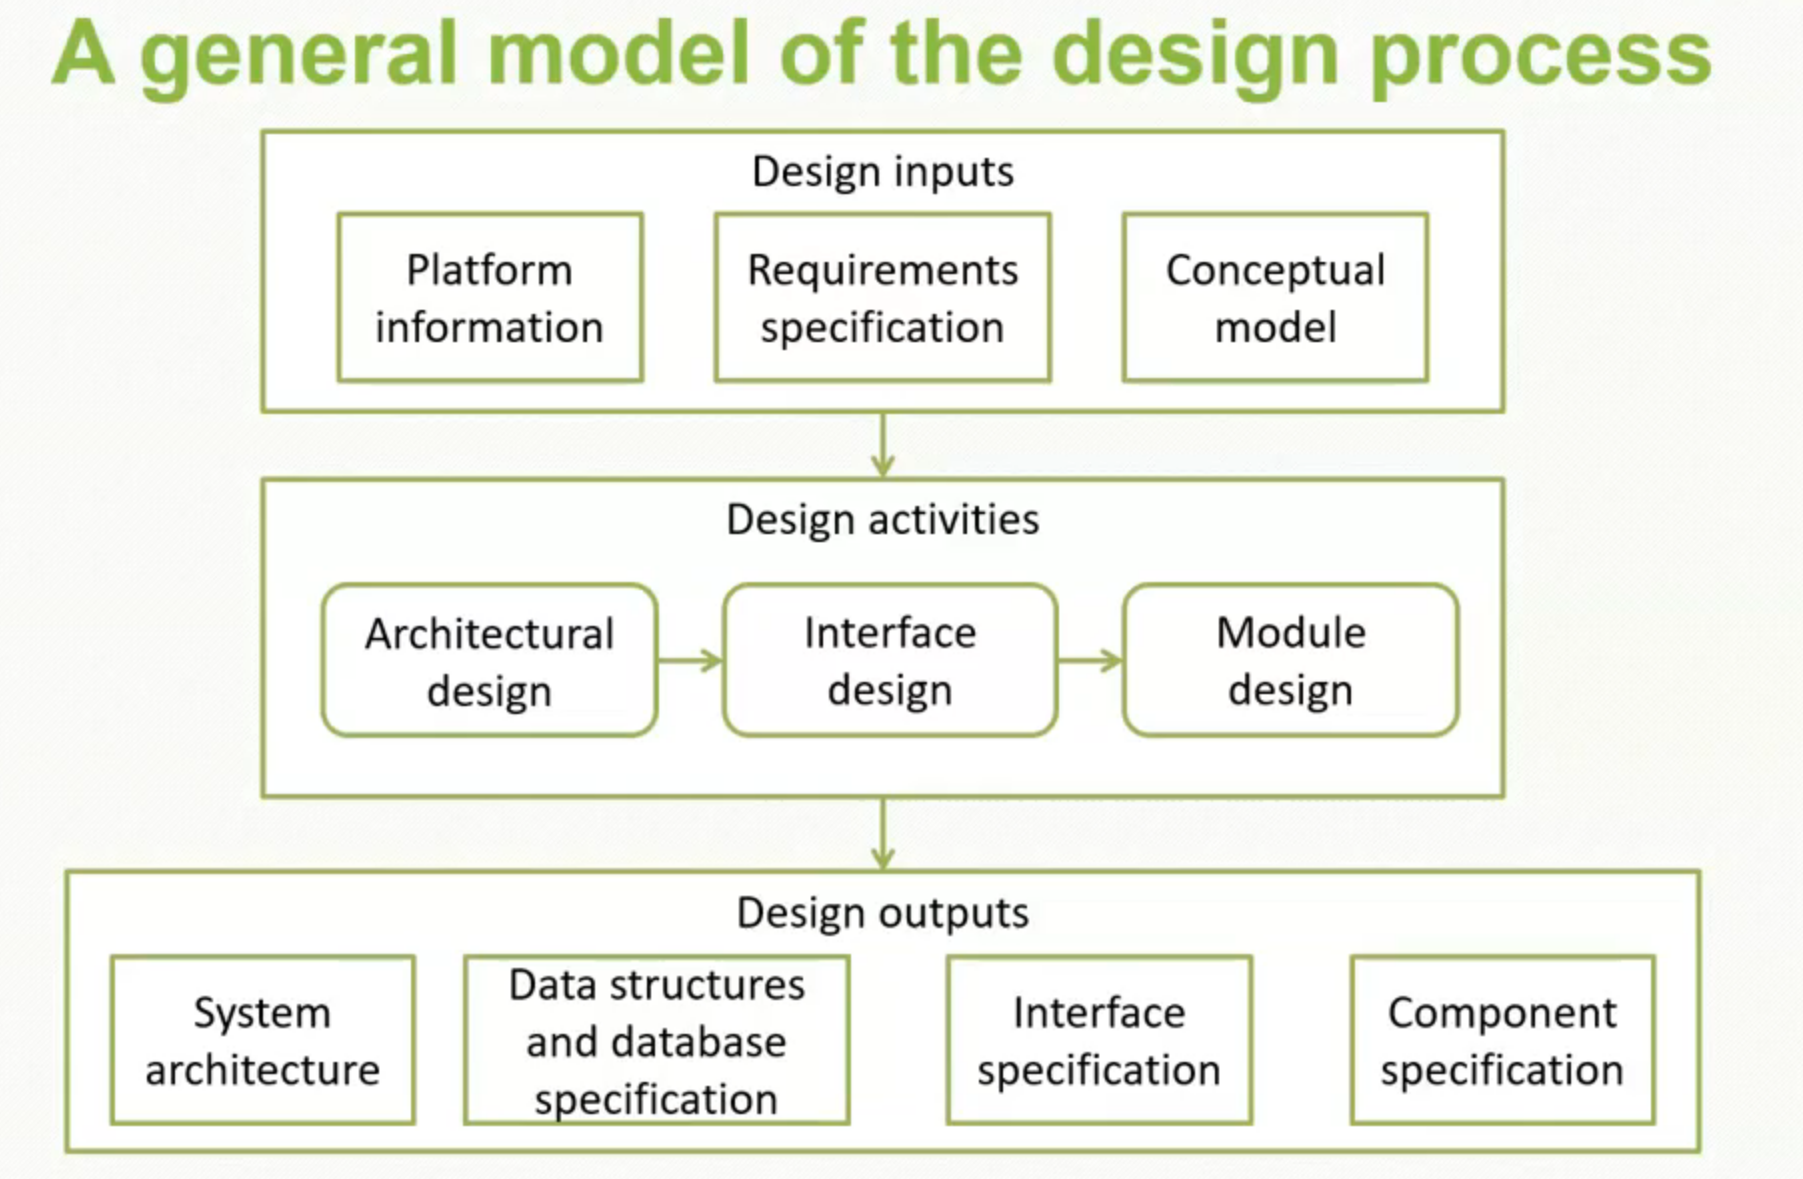 A general model of the design process
Design inputs
Platform
information
Requirements
specification
Conceptual
model
Design activities
Architectural
design
Interface
design
Module
design
Design outputs
System
architecture
Data structures
and database
specification
Interface
specification
Component
specification